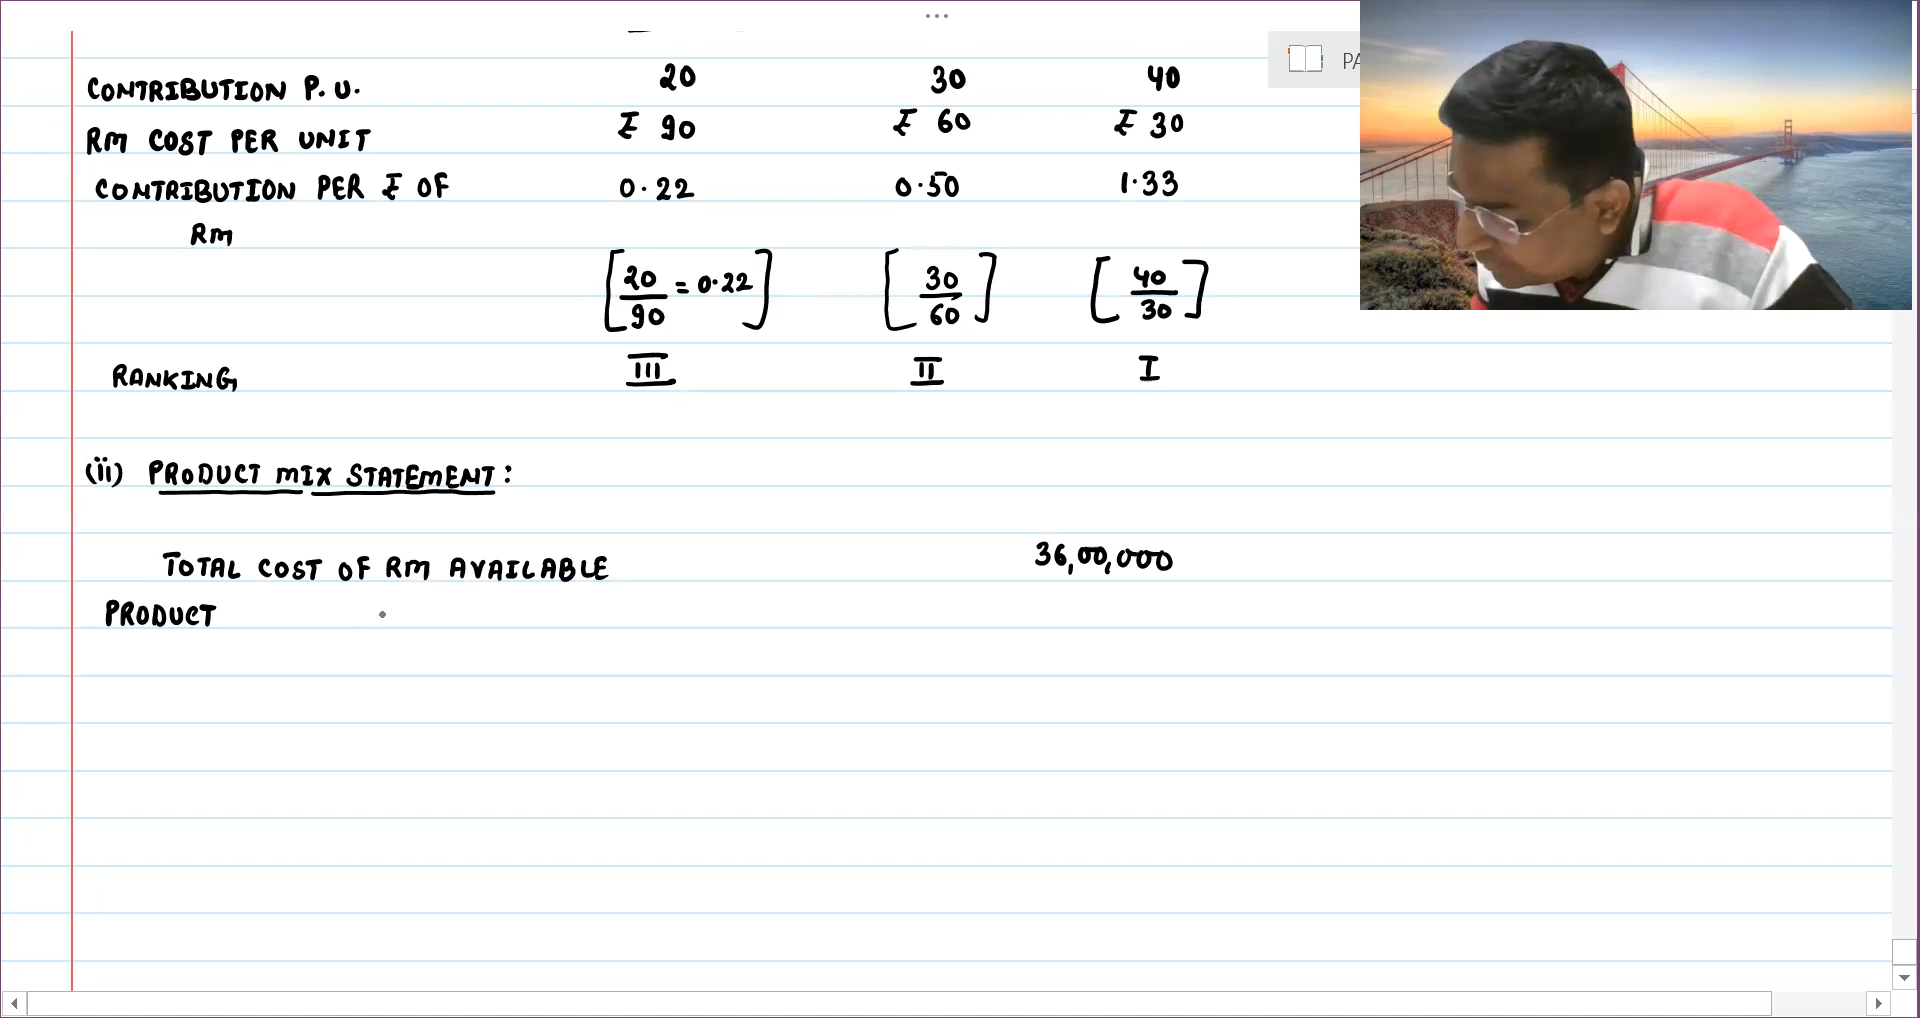 PA
CONTRIBUTION P.U. 20 30 40
RM COST PER UNIT ₹ 90 ₹ 60 ₹ 30
CONTRIBUTION PER ₹ OF 0.22 0.50 1.33
RM
[20/90 = 0.22] [30/60] [40/30]
RANKING III II I
(ii) PRODUCT MIX STATEMENT:
TOTAL COST OF RM AVAILABLE 36,00,000
PRODUCT